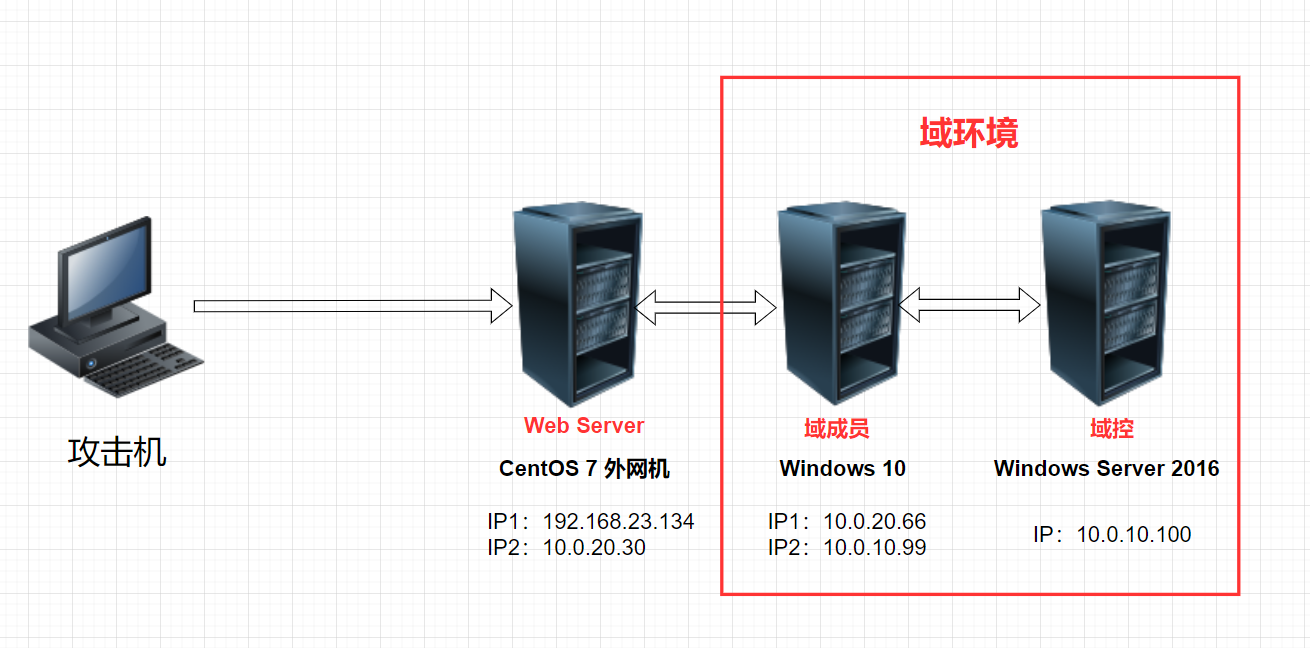 域环境
攻击机
Web Server
CentOS 7 外网机
IP1：192.168.23.134
IP2：10.0.20.30
域成员
Windows 10
IP1：10.0.20.66
IP2：10.0.10.99
域控
Windows Server 2016
IP：10.0.10.100